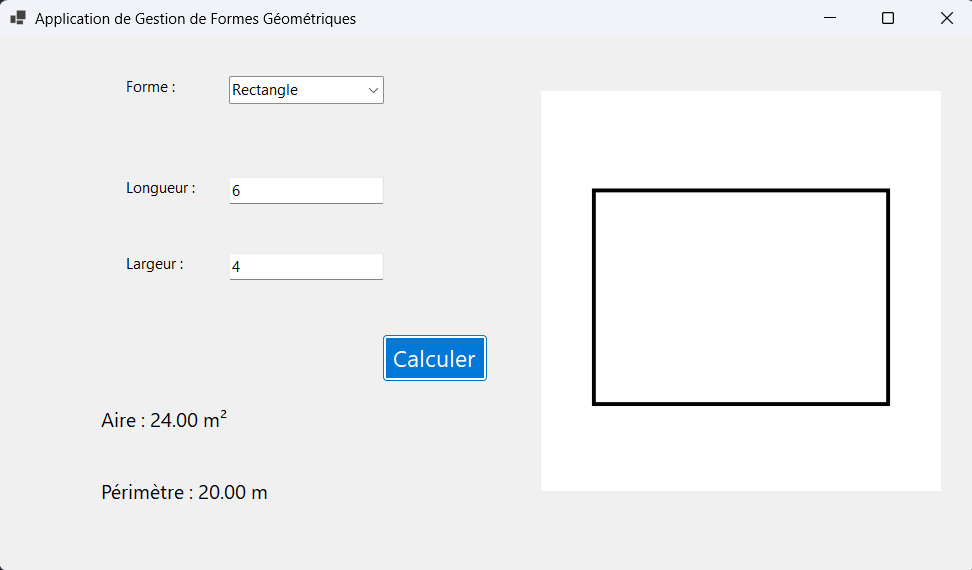 Application de Gestion de Formes Géométriques
Forme :
Rectangle
Longueur :
6
Largeur :
4
Calculer
Aire : 24.00 m²
Périmètre : 20.00 m